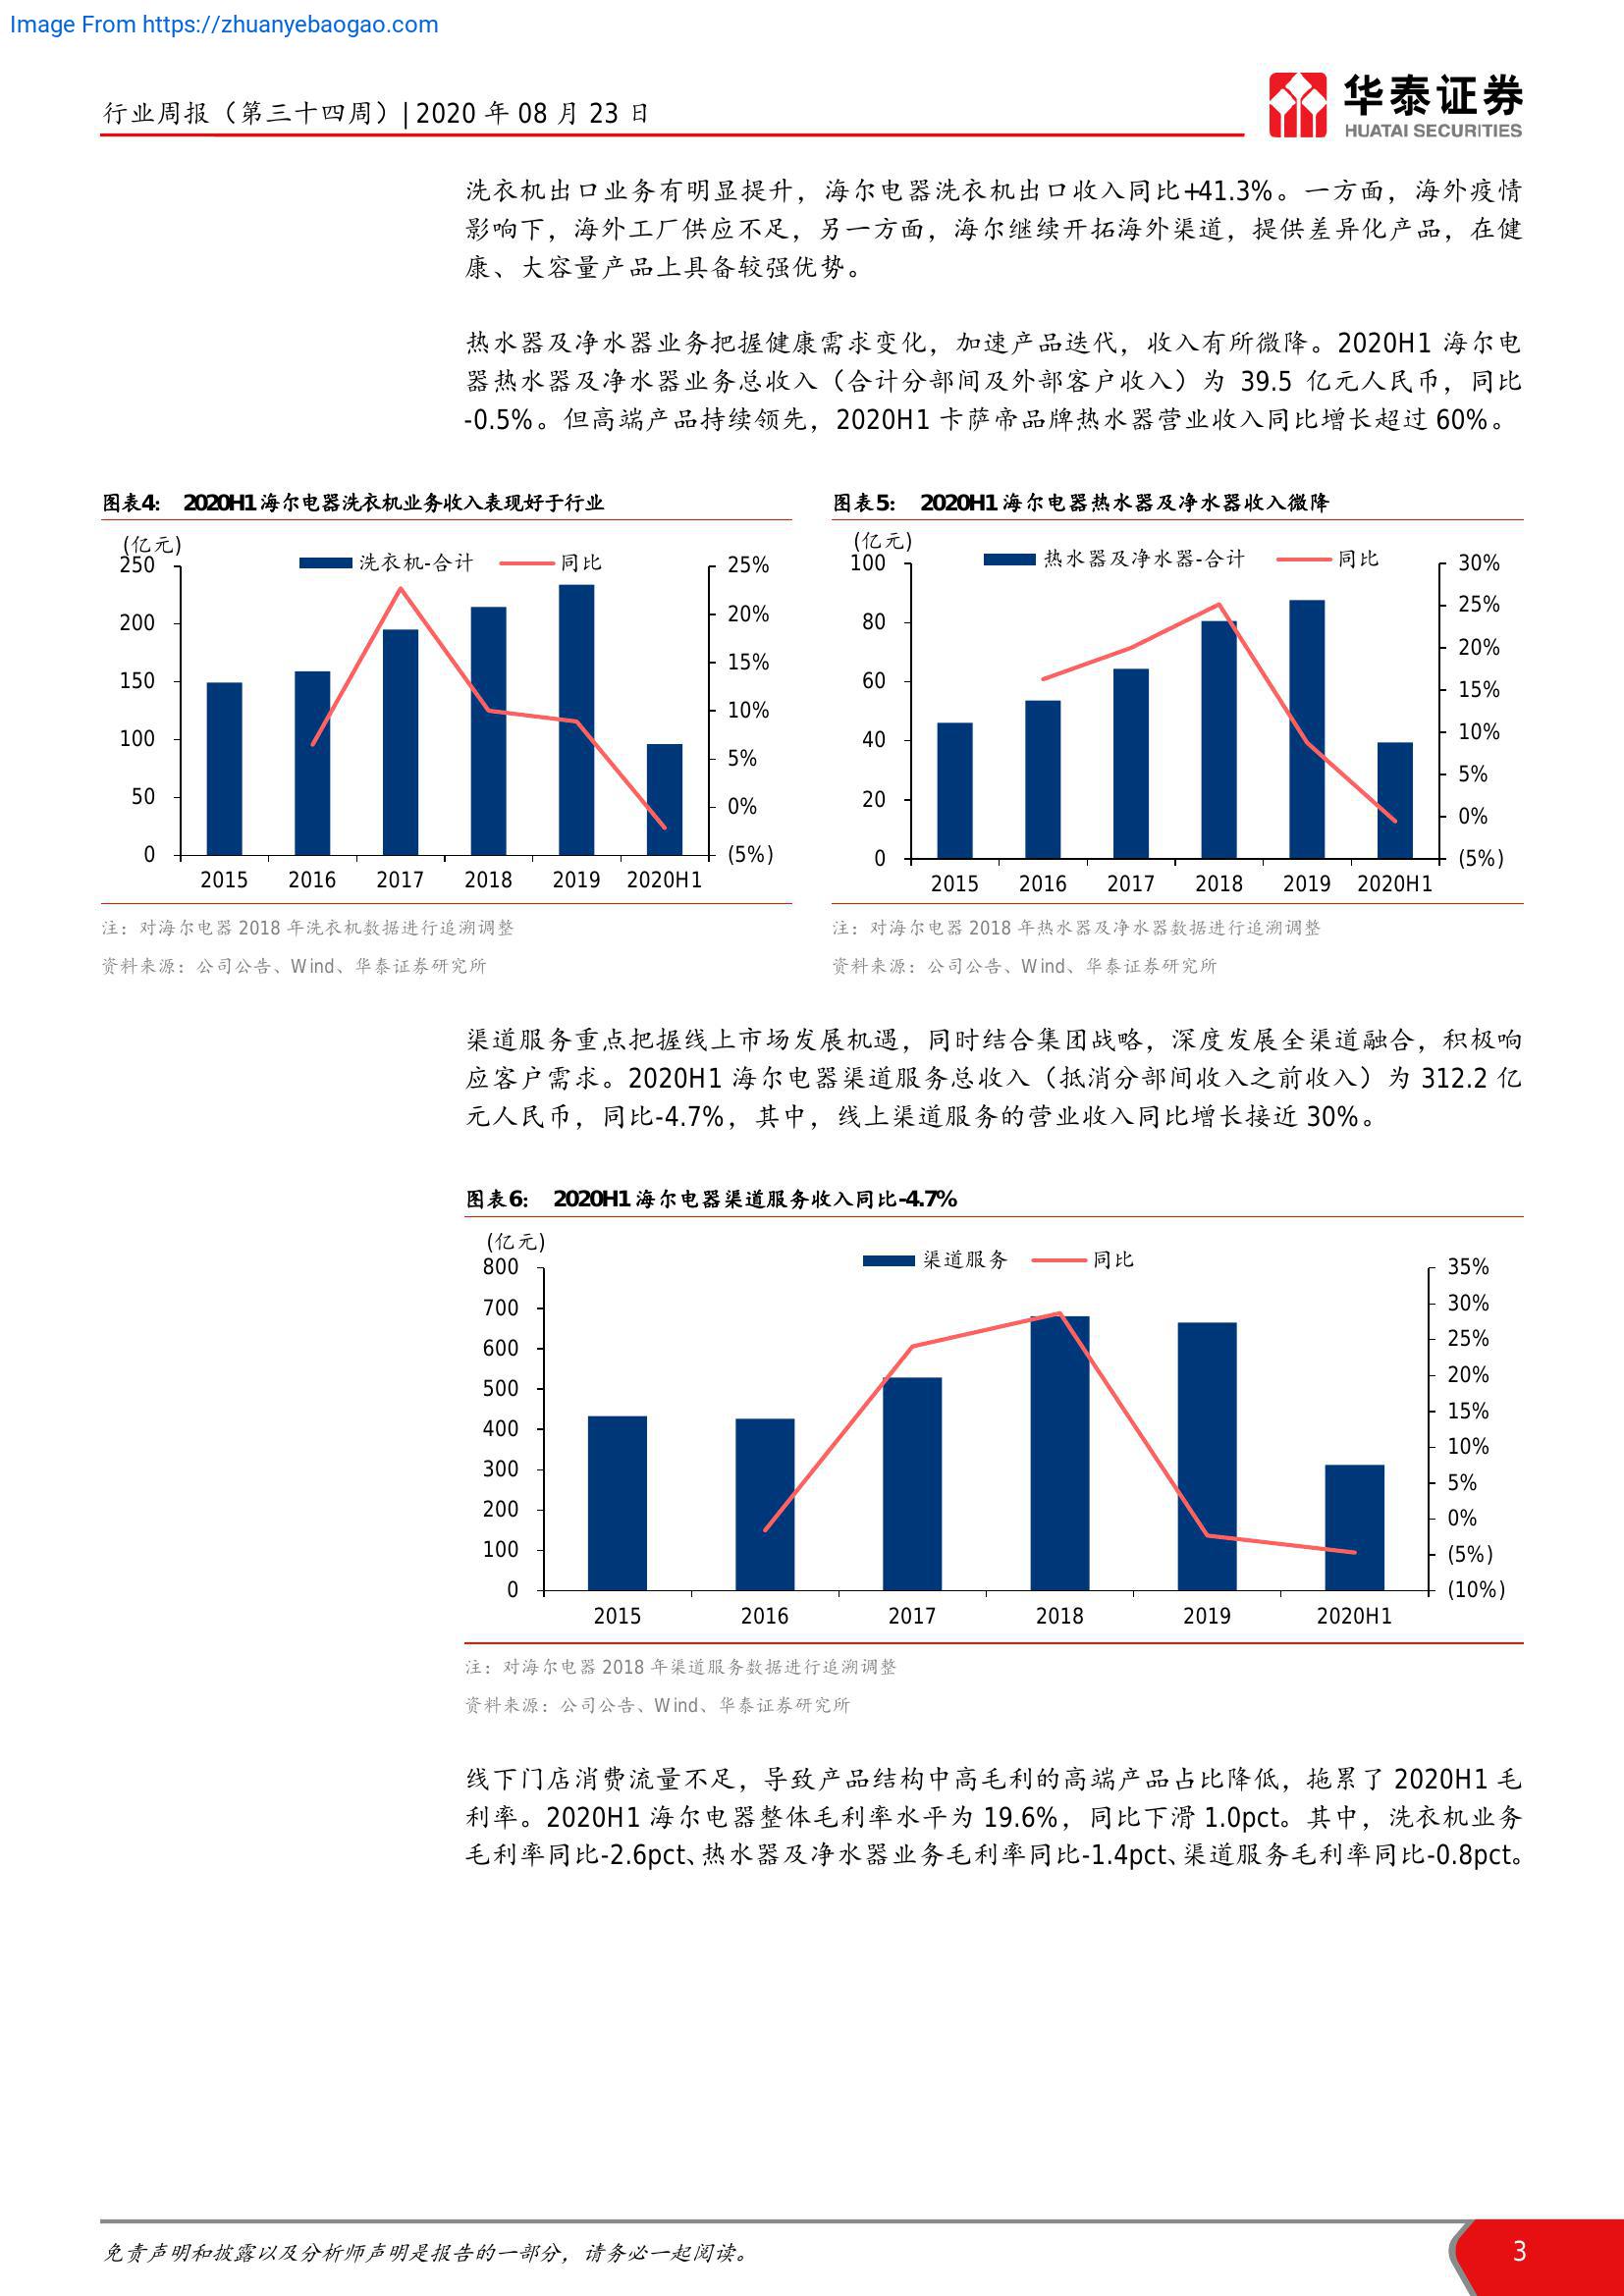 Image From https://zhuanyebaogao.com
行业周报（第三十四周）| 2020 年 08 月 23 日
华泰证券
HUATAI SECURITIES
洗衣机出口业务有明显提升，海尔电器洗衣机出口收入同比+41.3%。一方面，海外疫情
影响下，海外工厂供应不足，另一方面，海尔继续开拓海外渠道，提供差异化产品，在健
康、大容量产品上具备较强优势。
热水器及净水器业务把握健康需求变化，加速产品迭代，收入有所微降。2020H1 海尔电
器热水器及净水器业务总收入（合计分部间及外部客户收入）为 39.5 亿元人民币，同比
-0.5%。但高端产品持续领先，2020H1 卡萨帝品牌热水器营业收入同比增长超过 60%。
图表4： 2020H1 海尔电器洗衣机业务收入表现好于行业
(亿元)
洗衣机-合计 同比
250
200
150
100
50
0
25%
20%
15%
10%
5%
0%
(5%)
2015 2016 2017 2018 2019 2020H1
注：对海尔电器 2018 年洗衣机数据进行追溯调整
资料来源：公司公告、Wind、华泰证券研究所
图表5： 2020H1 海尔电器热水器及净水器收入微降
(亿元)
热水器及净水器-合计 同比
100
80
60
40
20
0
30%
25%
20%
15%
10%
5%
0%
(5%)
2015 2016 2017 2018 2019 2020H1
注：对海尔电器 2018 年热水器及净水器数据进行追溯调整
资料来源：公司公告、Wind、华泰证券研究所
渠道服务重点把握线上市场发展机遇，同时结合集团战略，深度发展全渠道融合，积极响
应客户需求。2020H1 海尔电器渠道服务总收入（抵消分部间收入之前收入）为 312.2 亿
元人民币，同比-4.7%，其中，线上渠道服务的营业收入同比增长接近 30%。
图表6： 2020H1 海尔电器渠道服务收入同比-4.7%
(亿元)
渠道服务 同比
800
700
600
500
400
300
200
100
0
35%
30%
25%
20%
15%
10%
5%
0%
(5%)
(10%)
2015 2016 2017 2018 2019 2020H1
注：对海尔电器 2018 年渠道服务数据进行追溯调整
资料来源：公司公告、Wind、华泰证券研究所
线下门店消费流量不足，导致产品结构中高毛利的高端产品占比降低，拖累了 2020H1 毛
利率。2020H1 海尔电器整体毛利率水平为 19.6%，同比下滑 1.0pct。其中，洗衣机业务
毛利率同比-2.6pct、热水器及净水器业务毛利率同比-1.4pct、渠道服务毛利率同比-0.8pct。
免责声明和披露以及分析师声明是报告的一部分，请务必一起阅读。
3